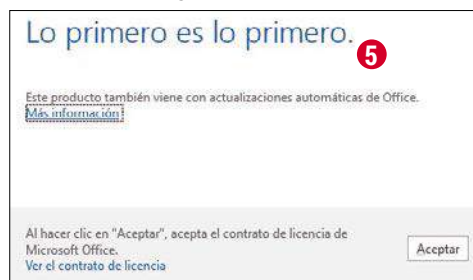 Lo primero es lo primero.
5
Este producto también viene con actualizaciones automáticas de Office.
Más información
Al hacer clic en "Aceptar", acepta el contrato de licencia de
Microsoft Office.
Aceptar
Ver el contrato de licencia